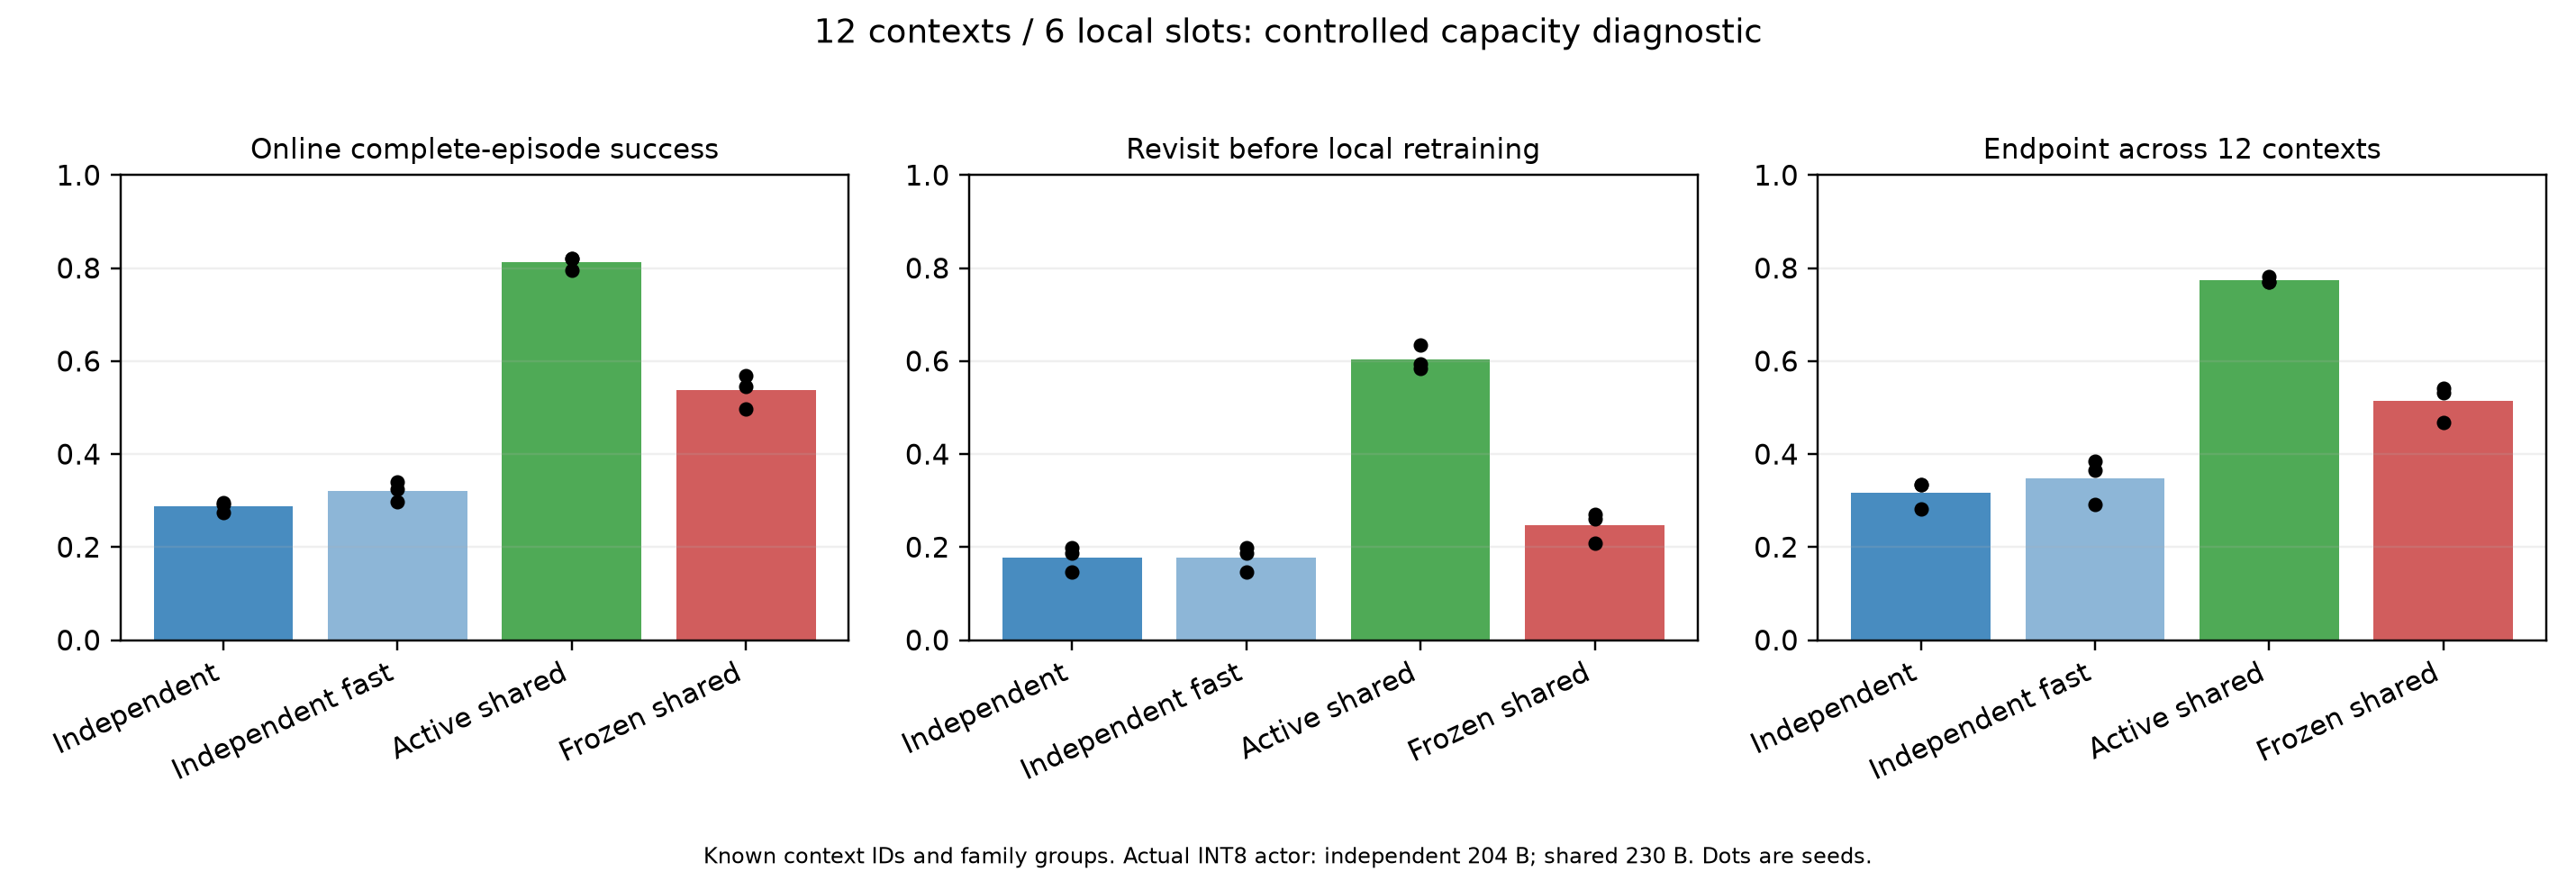 12 contexts / 6 local slots: controlled capacity diagnostic
Online complete-episode success
1.0
0.8
0.6
0.4
0.2
0.0
Independent
Independent fast
Active shared
Frozen shared
Revisit before local retraining
1.0
0.8
0.6
0.4
0.2
0.0
Independent
Independent fast
Active shared
Frozen shared
Endpoint across 12 contexts
1.0
0.8
0.6
0.4
0.2
0.0
Independent
Independent fast
Active shared
Frozen shared
Known context IDs and family groups. Actual INT8 actor: independent 204 B; shared 230 B. Dots are seeds.